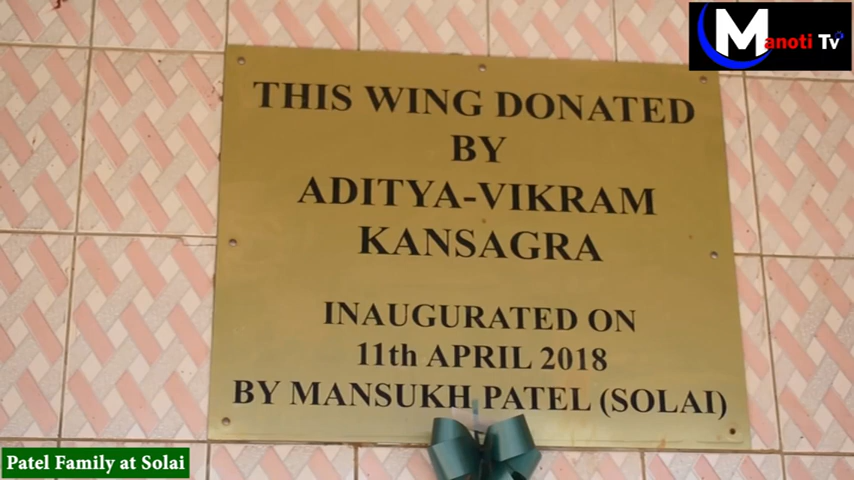 Manoti Tv
THIS WING DONATED
BY
ADITYA-VIKRAM
KANSAGRA
INAUGURATED ON
11th APRIL 2018
BY MANSUKH PATEL (SOLAI)
Patel Family at Solai